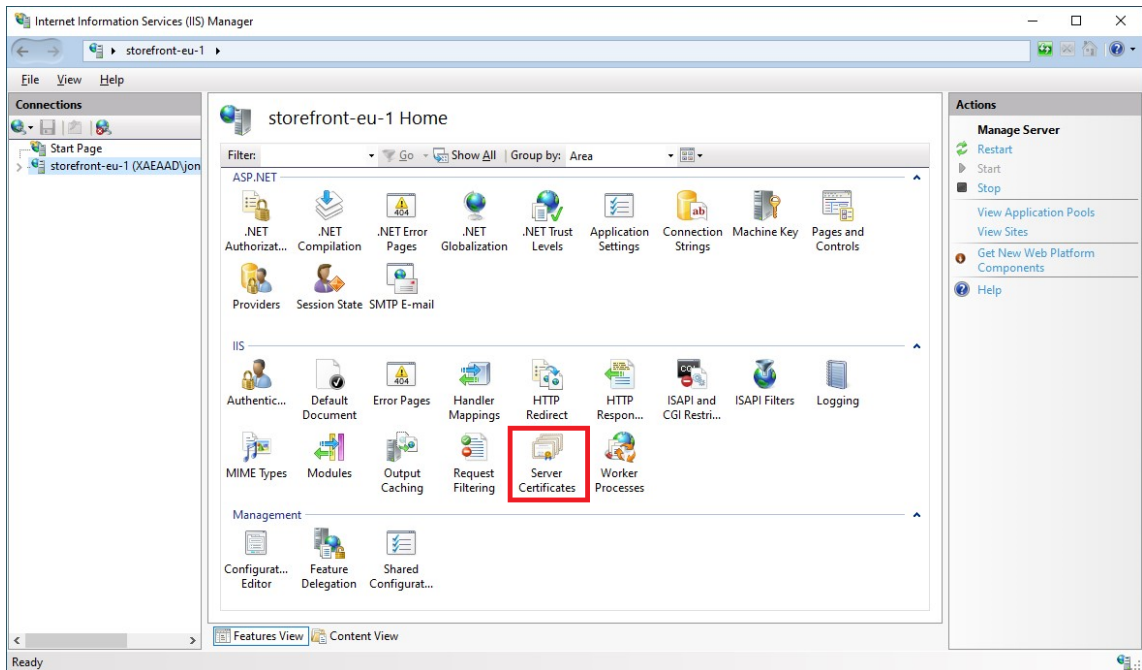 Internet Information Services (IIS) Manager
storefront-eu-1
File View Help
Connections
Start Page
storefront-eu-1 (XAEAAD\jon
storefront-eu-1 Home
Filter: Go Show All Group by: Area
ASP.NET
.NET Authorizat...
.NET Compilation
.NET Error Pages
.NET Globalization
.NET Trust Levels
Application Settings
Connection Strings
Machine Key
Pages and Controls
Providers
Session State
SMTP E-mail
IIS
Authentic...
Default Document
Error Pages
Handler Mappings
HTTP Redirect
HTTP Respon...
ISAPI and CGI Restri...
ISAPI Filters
Logging
MIME Types
Modules
Output Caching
Request Filtering
Server Certificates
Worker Processes
Management
Configurat... Editor
Feature Delegation
Shared Configurat...
Features View
Content View
Actions
Manage Server
Restart
Start
Stop
View Application Pools
View Sites
Get New Web Platform
Components
Help
Ready